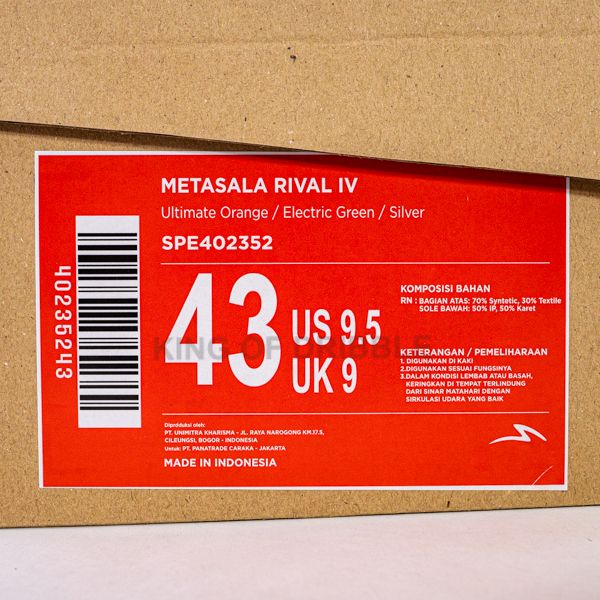 METASALA RIVAL IV
Ultimate Orange / Electric Green / Silver
SPE402352
40235243
43
US 9.5
UK 9
KING OF DRIBBLE
KOMPOSISI BAHAN
RN : BAGIAN ATAS: 70% Syntetic, 30% Textile
SOLE BAWAH: 50% IP, 50% Karet
KETERANGAN / PEMELIHARAAN
1. DIGUNAKAN DI KAKI
2.DIGUNAKAN SESUAI FUNGSINYA
3.DALAM KONDISI LEMBAB ATAU BASAH,
KERINGKAN DI TEMPAT TERLINDUNG
DARI SINAR MATAHARI DENGAN
SIRKULASI UDARA YANG BAIK
Diproduksi oleh:
PT. UNIMITRA KHARISMA - JL. RAYA NAROGONG KM.17.5,
CILEUNGSI, BOGOR - INDONESIA
Untuk: PT. PANATRADE CARAKA - JAKARTA
MADE IN INDONESIA